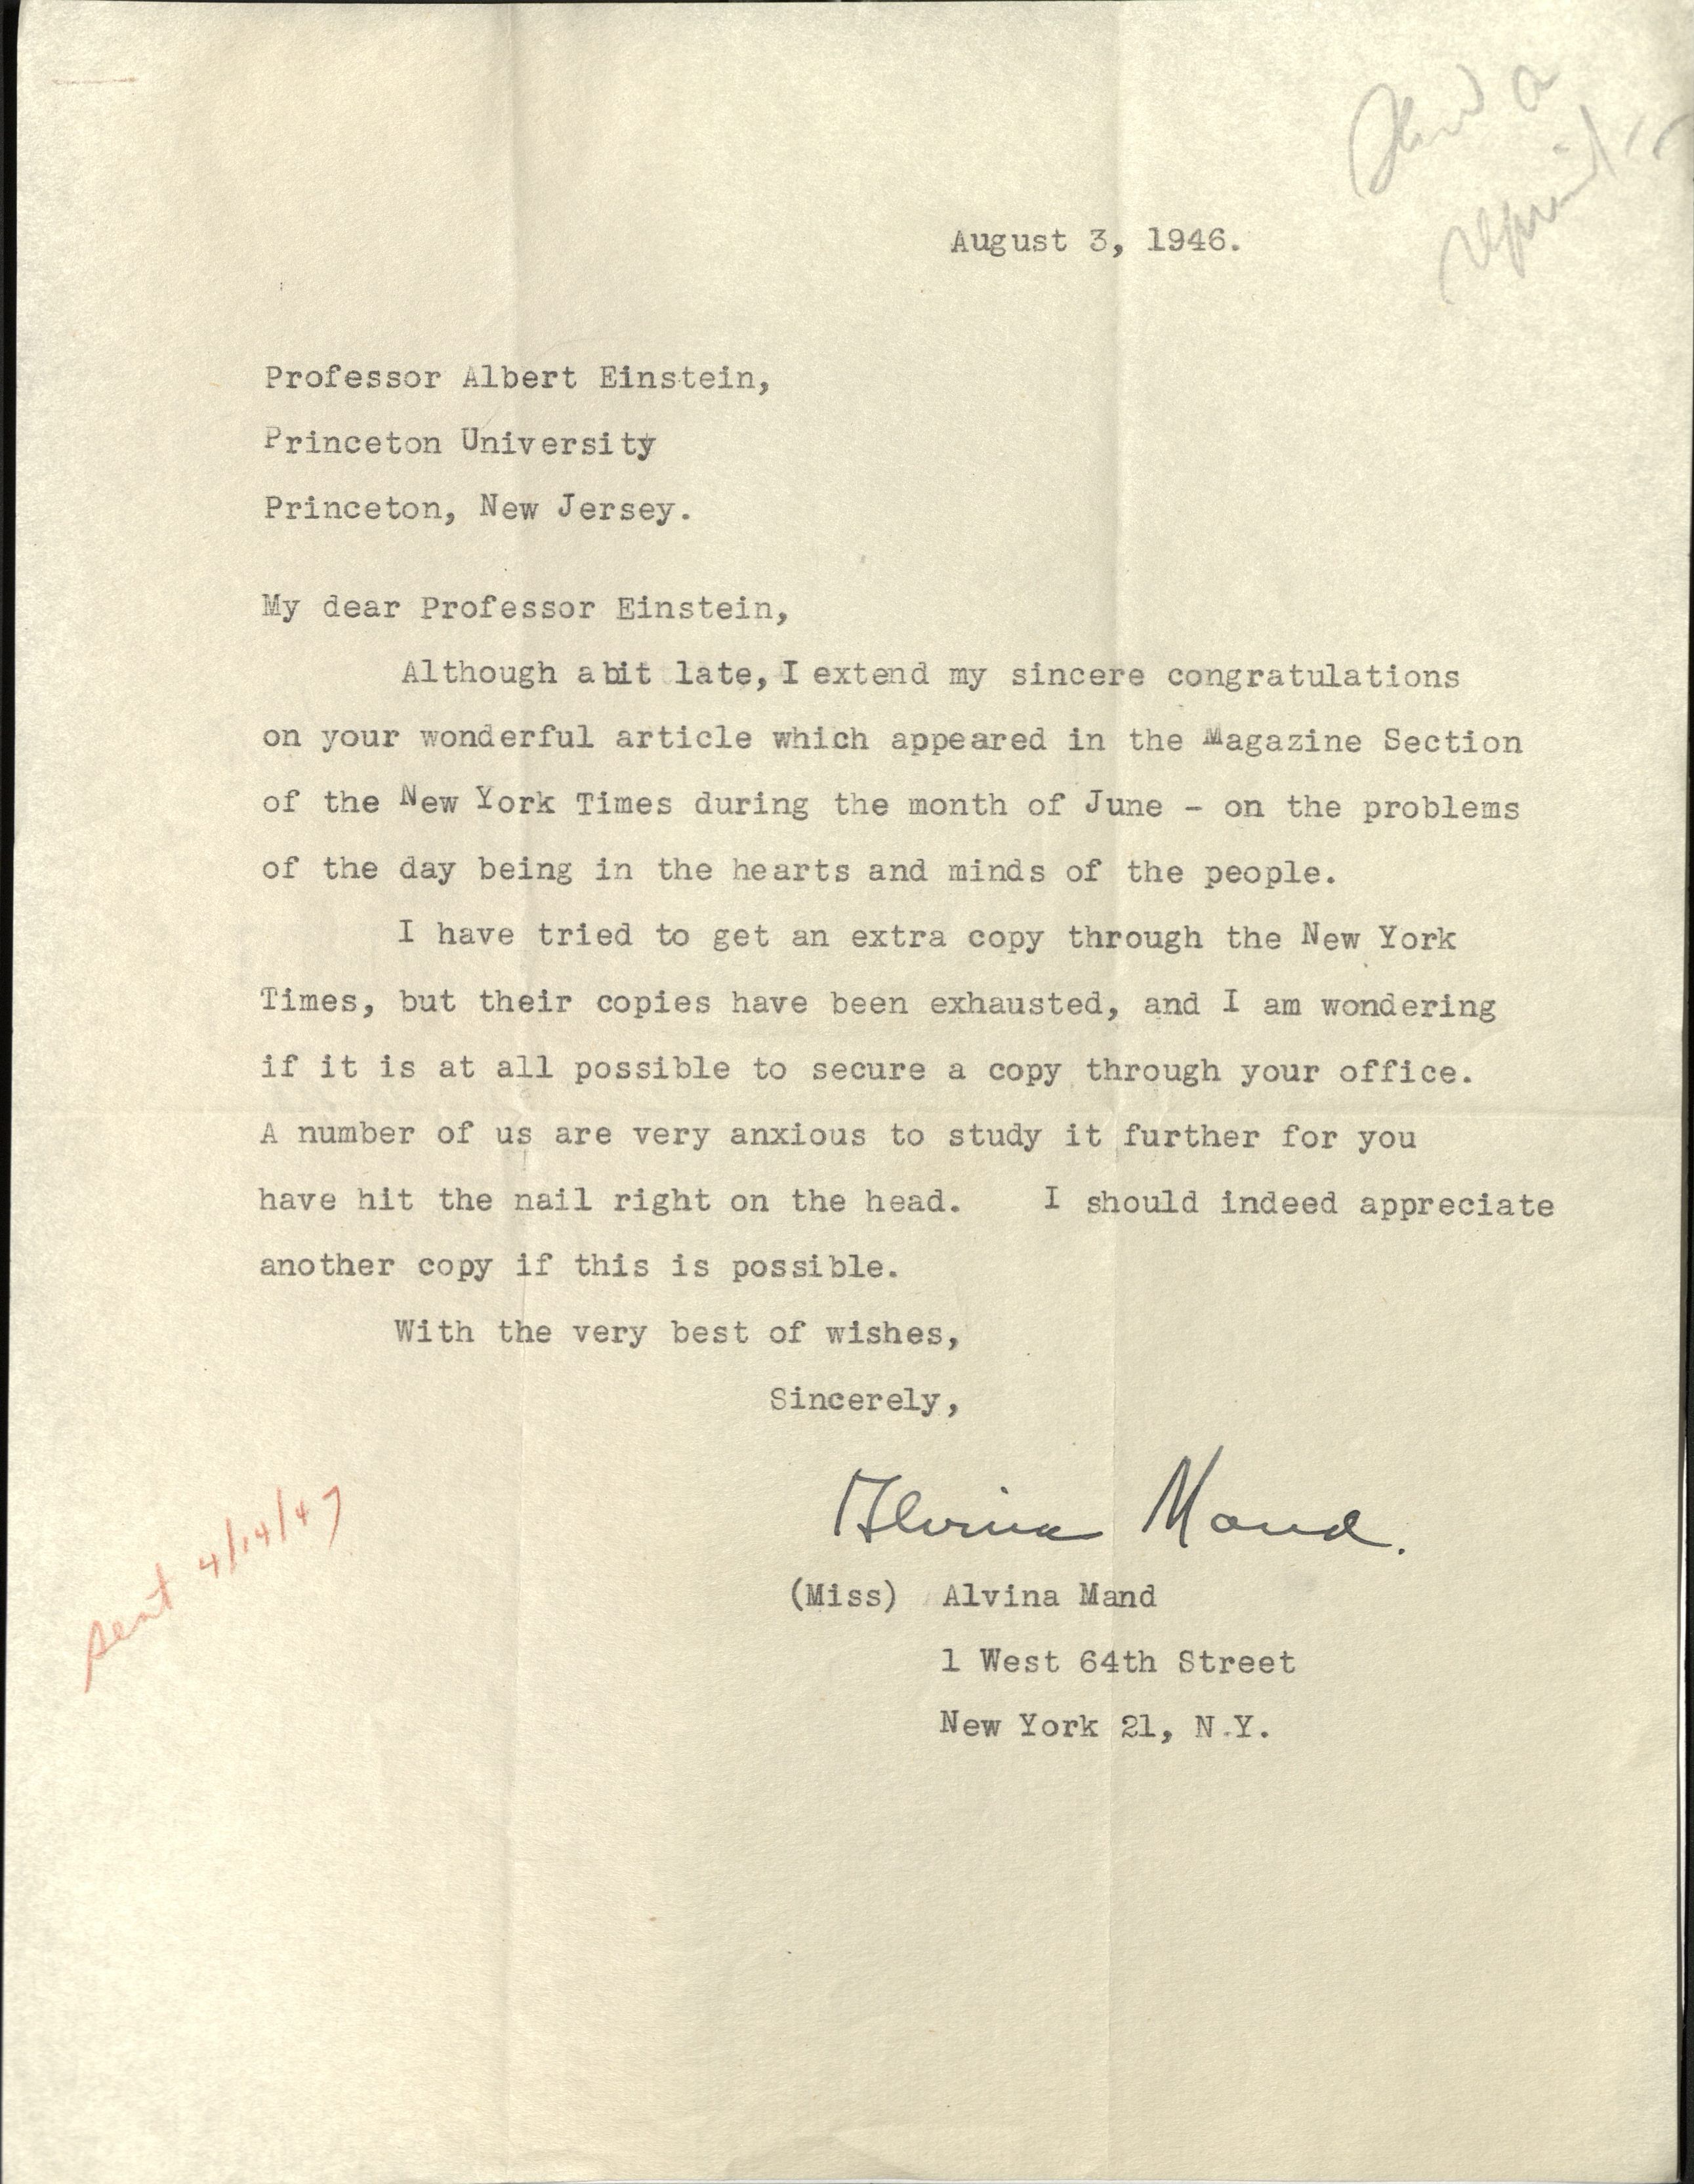 Send a
reprint
August 3, 1946.
Professor Albert Einstein,
Princeton University
Princeton, New Jersey.
My dear Professor Einstein,
Although a bit late, I extend my sincere congratulations
on your wonderful article which appeared in the Magazine Section
of the New York Times during the month of June - on the problems
of the day being in the hearts and minds of the people.
I have tried to get an extra copy through the New York
Times, but their copies have been exhausted, and I am wondering
if it is at all possible to secure a copy through your office.
A number of us are very anxious to study it further for you
have hit the nail right on the head. I should indeed appreciate
another copy if this is possible.
With the very best of wishes,
Sincerely,
Alvina Mand.
sent 4/14/47
(Miss) Alvina Mand
1 West 64th Street
New York 21, N.Y.